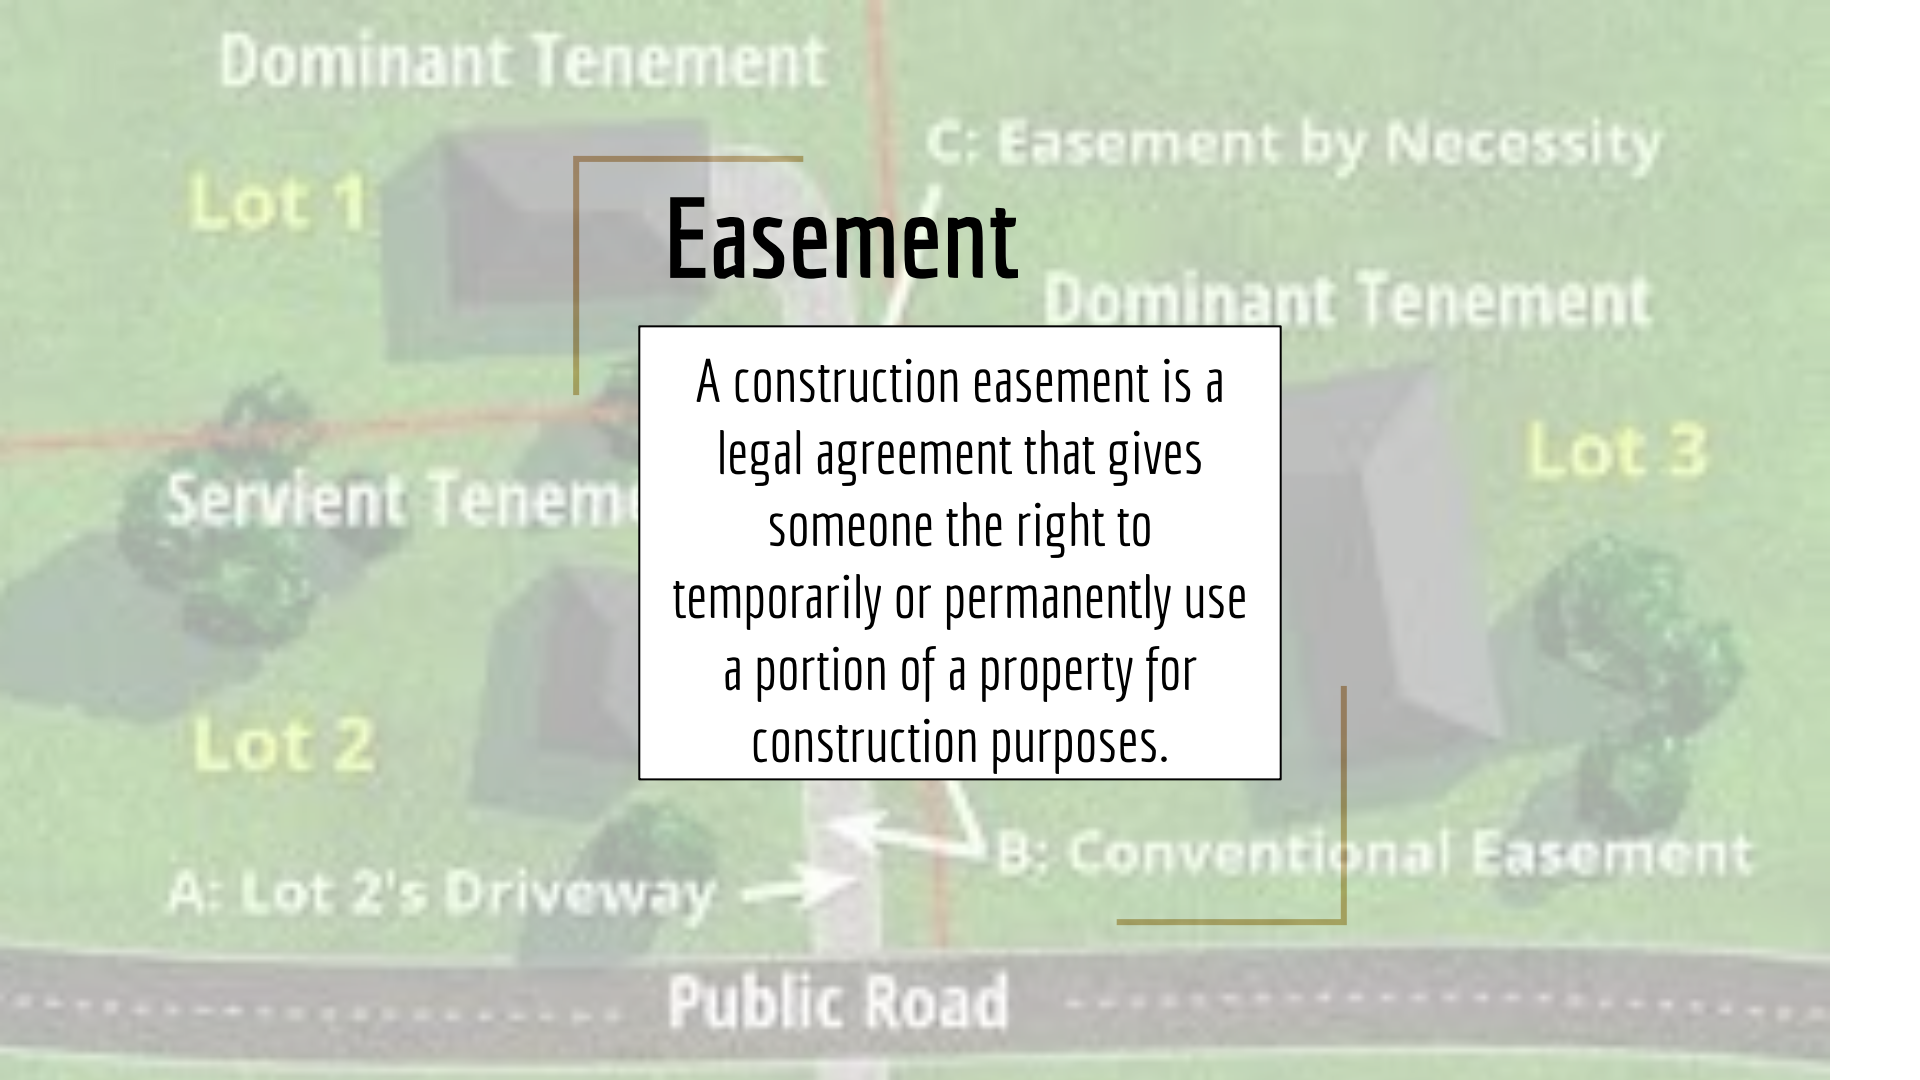 Dominant Tenement
C: Easement by Necessity
Lot 1
Easement
Dominant Tenement
A construction easement is a
legal agreement that gives
someone the right to
temporarily or permanently use
a portion of a property for
construction purposes.
Lot 3
Servient Teneme
Lot 2
B: Conventional Easement
A: Lot 2's Driveway
Public Road